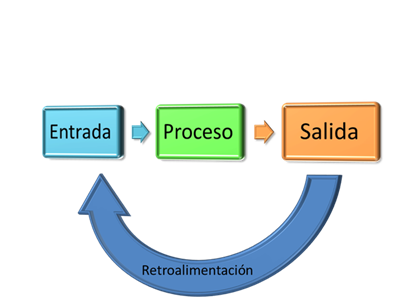 Entrada
Proceso
Salida
Retroalimentación